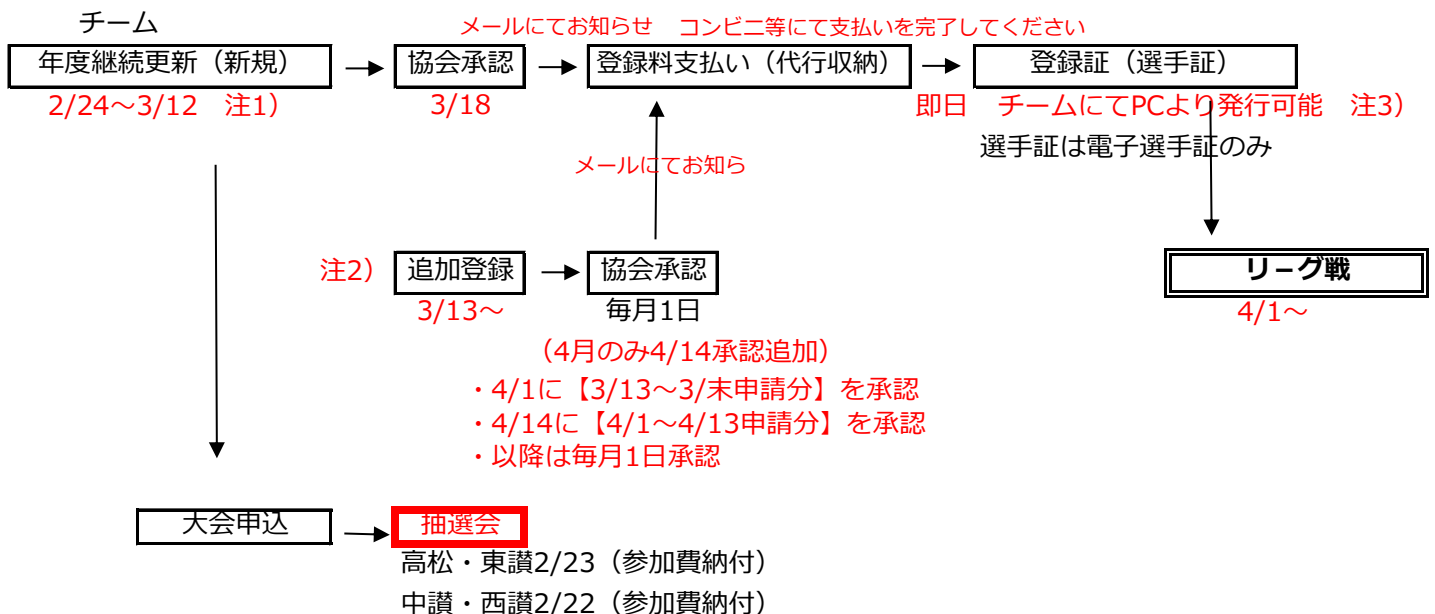 チーム
メールにてお知らせ　コンビニ等にて支払いを完了してください
年度継続更新（新規）　協会承認　登録料支払い（代行収納）　登録証（選手証）
2/24～3/12　注1）　3/18　即日　チームにてPCより発行可能　注3）
選手証は電子選手証のみ
メールにてお知ら
注2）　追加登録　協会承認　リーグ戦
3/13～　毎月1日　4/1～
（4月のみ4/14承認追加）
・4/1に【3/13～3/末申請分】を承認
・4/14に【4/1～4/13申請分】を承認
・以降は毎月1日承認
大会申込　抽選会
高松・東讃2/23（参加費納付）
中讃・西讃2/22（参加費納付）